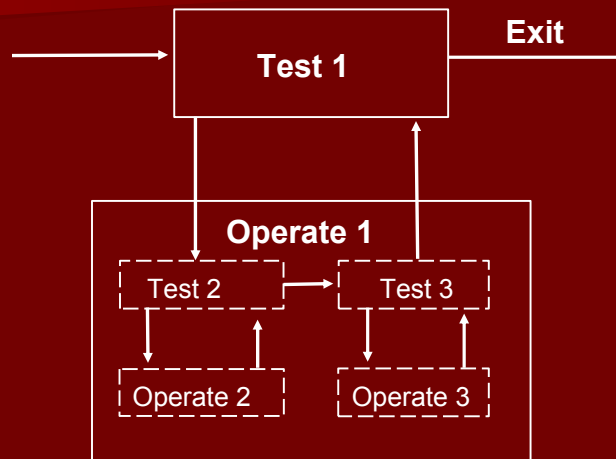 Exit
Test 1
Operate 1
Test 2
Test 3
Operate 2
Operate 3